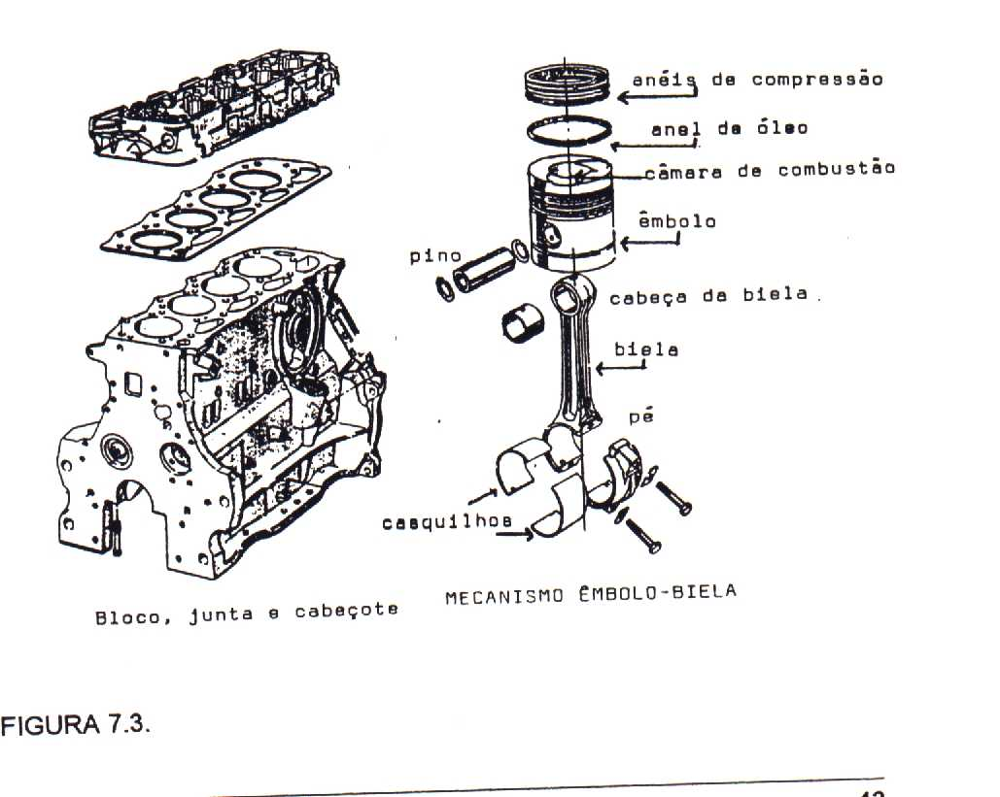 anéis de compressão
anel de óleo
câmara de combustão
êmbolo
pino
cabeça da biela
biela
pé
casquilhos
MECANISMO ÊMBOLO-BIELA
Bloco, junta e cabeçote
FIGURA 7.3.